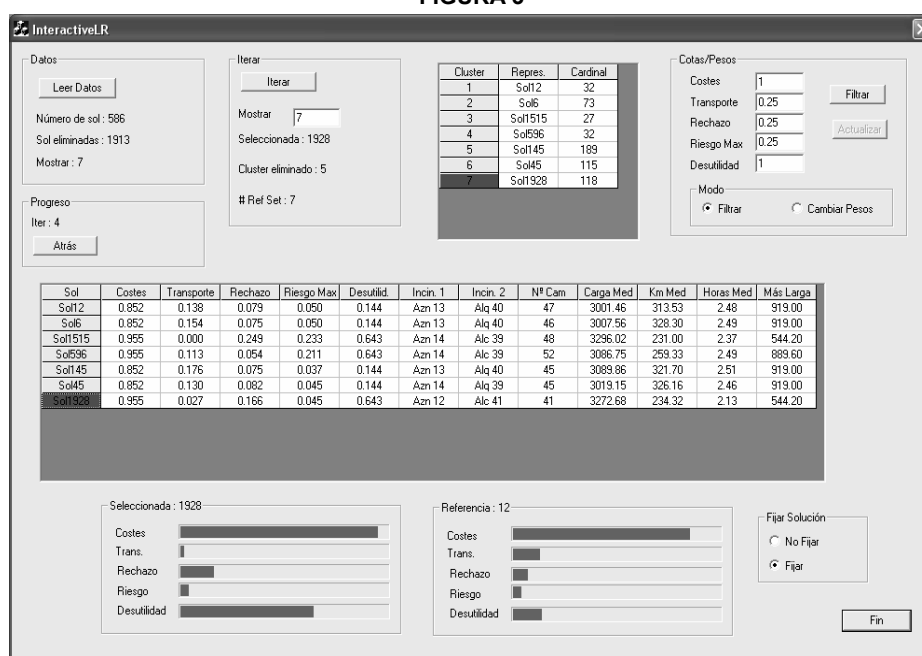 FIGURA 3
InteractiveLR
Datos
Leer Datos
Número de sol : 586
Sol eliminadas : 1913
Mostrar : 7
Progreso
Iter : 4
Atrás
Iterar
Iterar
Mostrar 7
Seleccionada : 1928
Cluster eliminado : 5
# Ref Set : 7
Cluster Repres. Cardinal
1 Sol12 32
2 Sol6 73
3 Sol1515 27
4 Sol596 32
5 Sol145 189
6 Sol45 115
7 Sol1928 118
Cotas/Pesos
Costes 1
Transporte 0.25
Rechazo 0.25
Riesgo Max 0.25
Desutilidad 1
Filtrar
Actualizar
Modo
Filtrar Cambiar Pesos
Sol Costes Transporte Rechazo Riesgo Max Desutilid. Incin. 1 Incin. 2 Nº Cam Carga Med Km Med Horas Med Más Larga
Sol12 0.852 0.138 0.079 0.050 0.144 Azn 13 Alq 40 47 3001.46 313.53 2.48 919.00
Sol6 0.852 0.154 0.075 0.050 0.144 Azn 13 Alq 40 46 3007.56 328.30 2.49 919.00
Sol1515 0.955 0.000 0.249 0.233 0.643 Azn 14 Alc 39 48 3296.02 231.00 2.37 544.20
Sol596 0.955 0.113 0.054 0.211 0.643 Azn 14 Alc 39 52 3086.75 259.33 2.49 889.60
Sol145 0.852 0.176 0.075 0.037 0.144 Azn 13 Alq 40 45 3089.86 321.70 2.51 919.00
Sol45 0.852 0.130 0.082 0.045 0.144 Azn 14 Alq 39 45 3019.15 326.16 2.46 919.00
Sol1928 0.955 0.027 0.166 0.045 0.643 Azn 12 Alc 41 41 3272.68 234.32 2.13 544.20
Seleccionada : 1928
Costes
Trans.
Rechazo
Riesgo
Desutilidad
Referencia : 12
Costes
Trans.
Rechazo
Riesgo
Desutilidad
Fijar Solución
No Fijar
Fijar
Fin